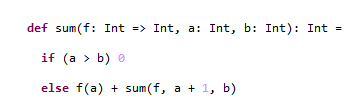 def sum(f: Int => Int, a: Int, b: Int): Int =
if (a > b) 0
else f(a) + sum(f, a + 1, b)